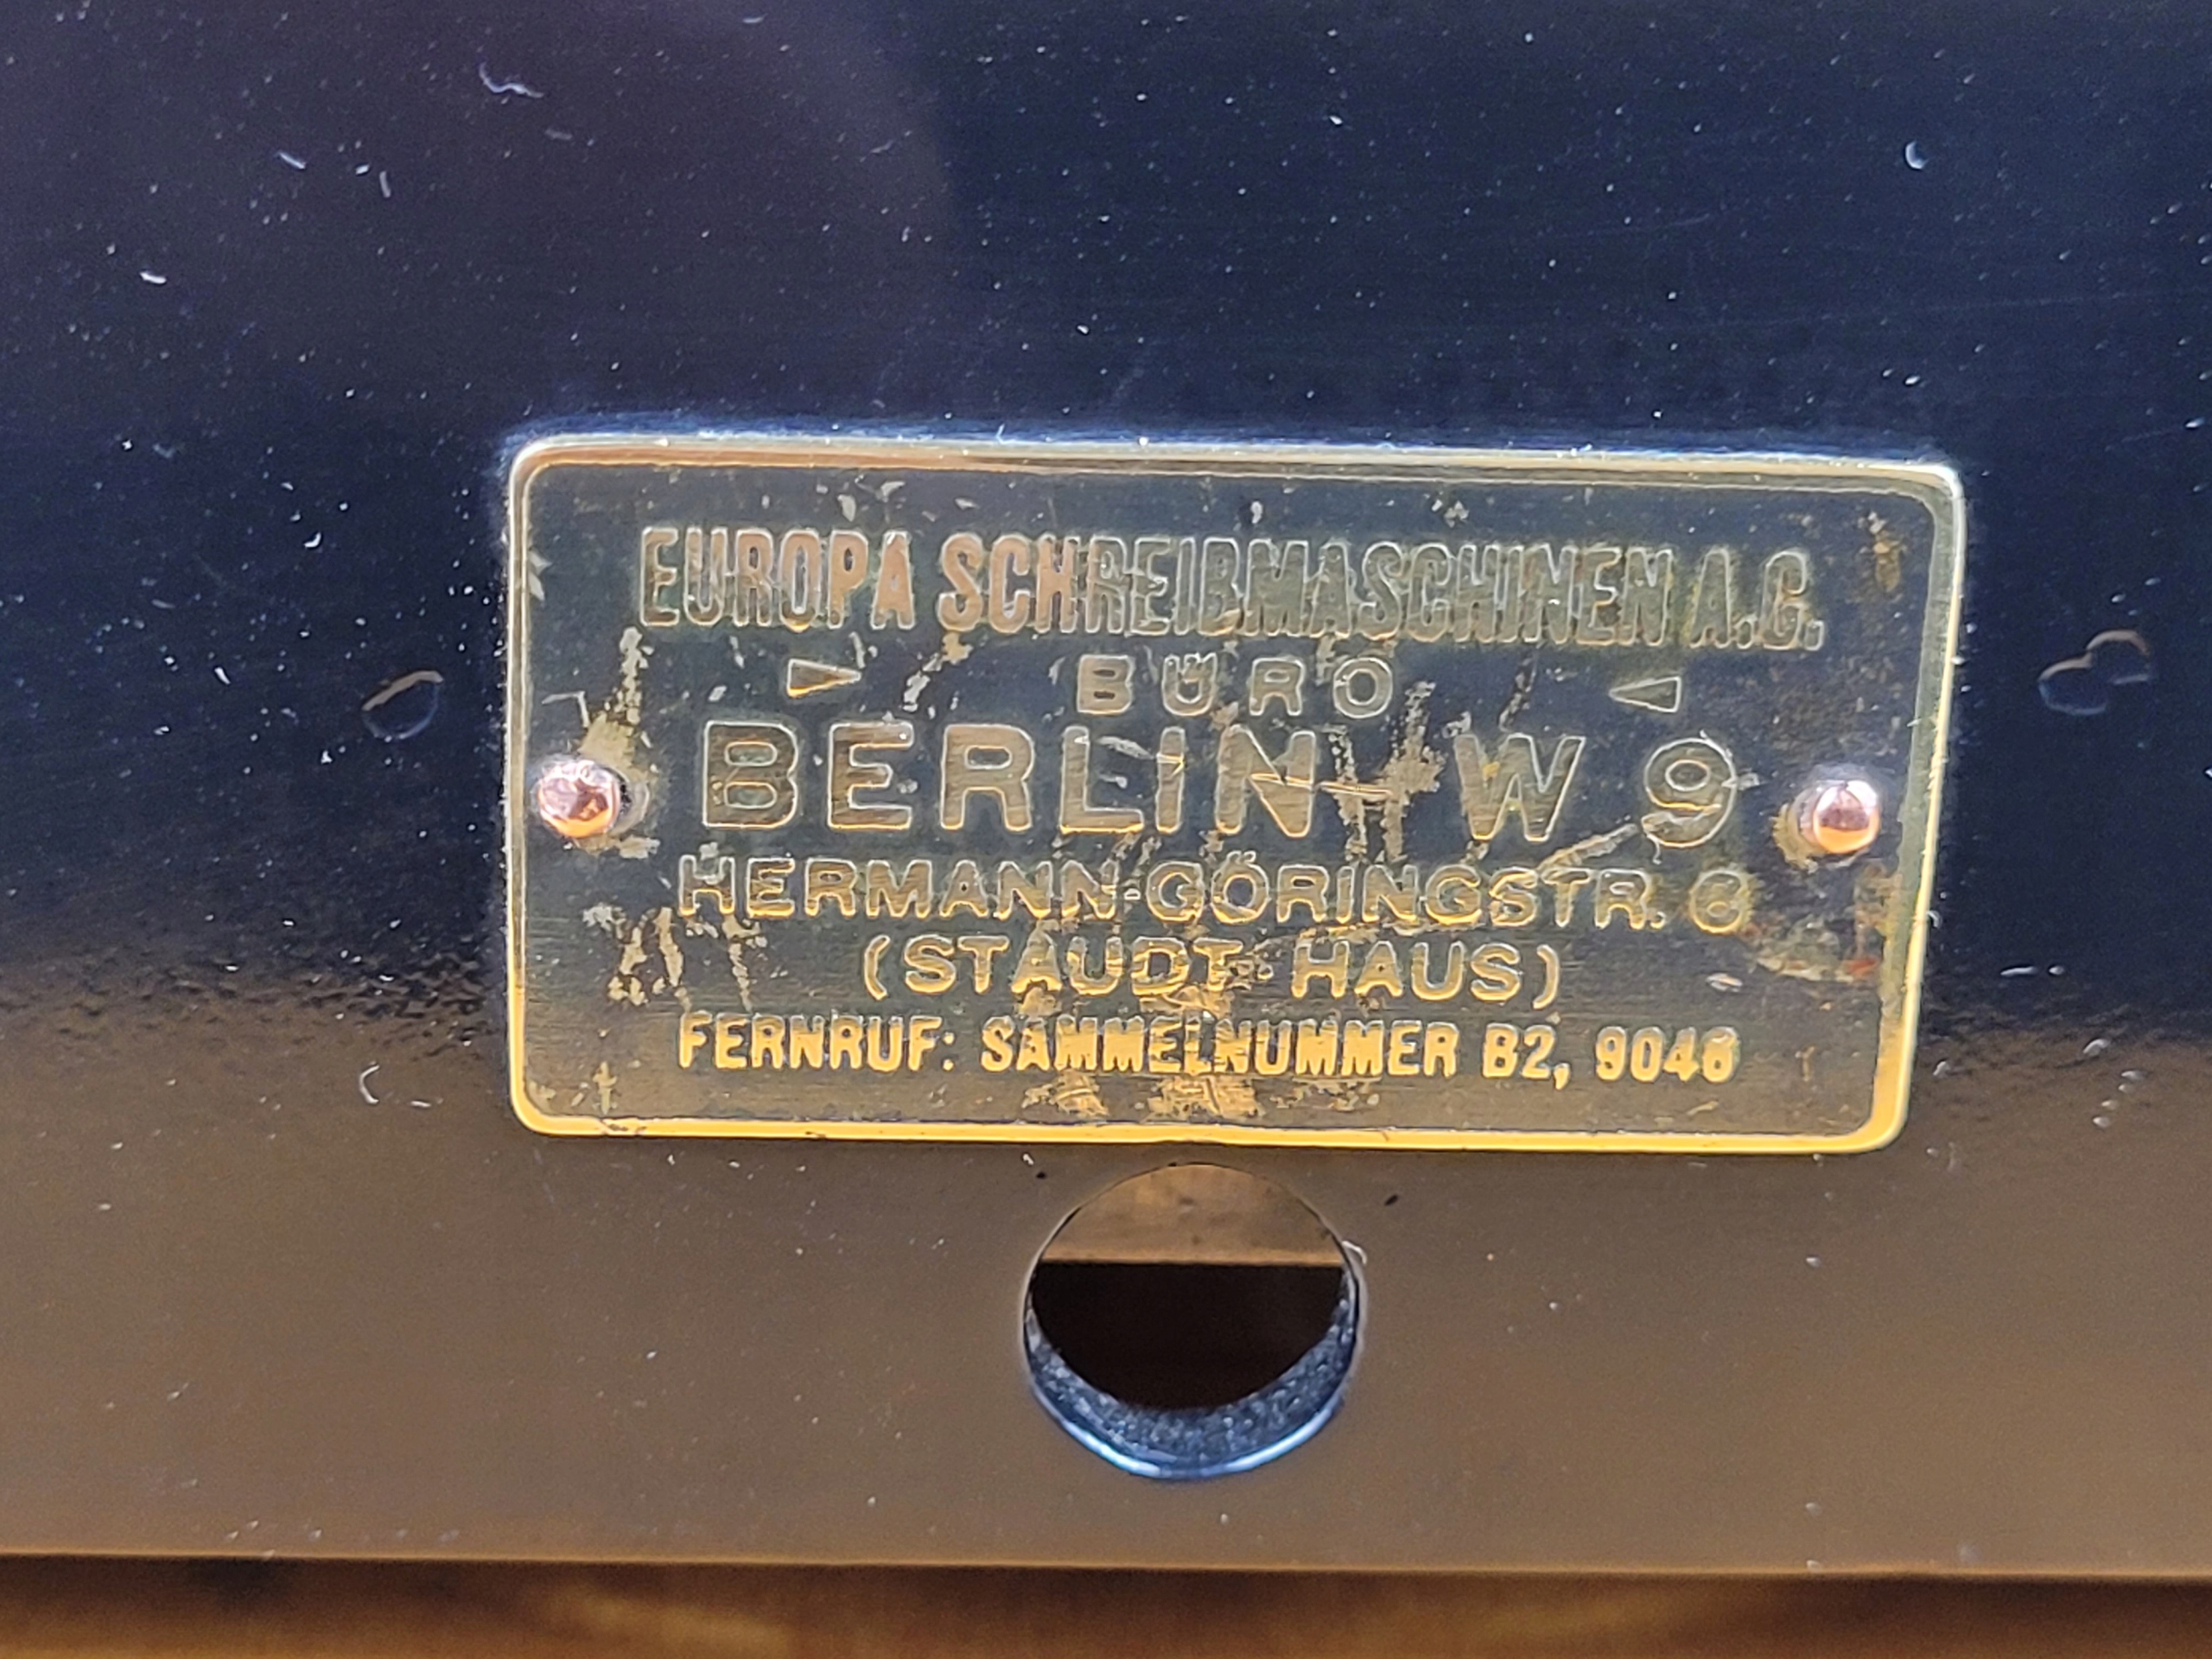 EUROPA SCHREIBMASCHINEN A.G.
BÜRO
BERLIN W 9
HERMANN-GÖRINGSTR. 6
(STAUDT-HAUS)
FERNRUF: SAMMELNUMMER B2, 9046